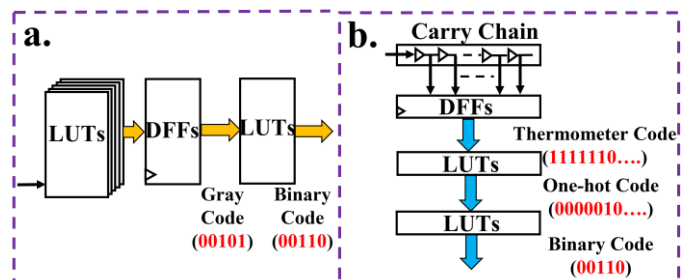 a.
LUTs
DFFs
LUTs
Gray
Code
(00101)
Binary
Code
(00110)
b.
Carry Chain
DFFs
Thermometer Code
(1111110....)
LUTs
One-hot Code
(0000010....)
LUTs
Binary Code
(00110)